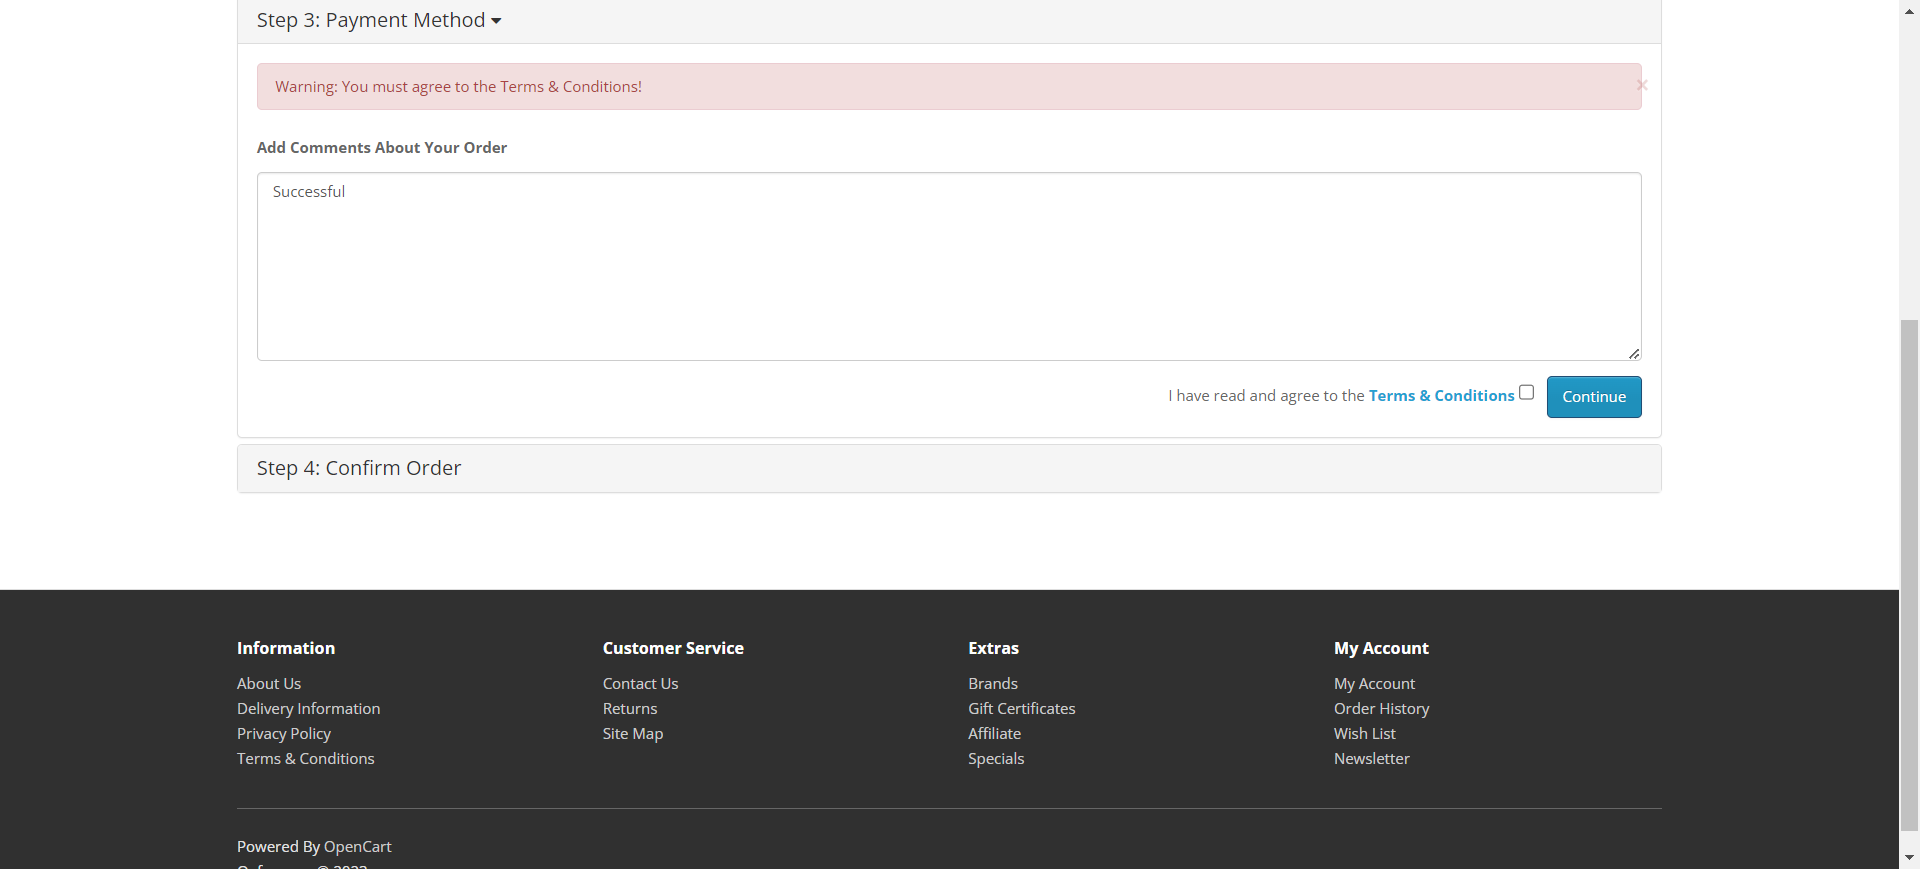 Step 3: Payment Method
Warning: You must agree to the Terms & Conditions!
×
Add Comments About Your Order
Successful
I have read and agree to the Terms & Conditions
Continue
Step 4: Confirm Order
Information
About Us
Delivery Information
Privacy Policy
Terms & Conditions
Customer Service
Contact Us
Returns
Site Map
Extras
Brands
Gift Certificates
Affiliate
Specials
My Account
My Account
Order History
Wish List
Newsletter
Powered By OpenCart